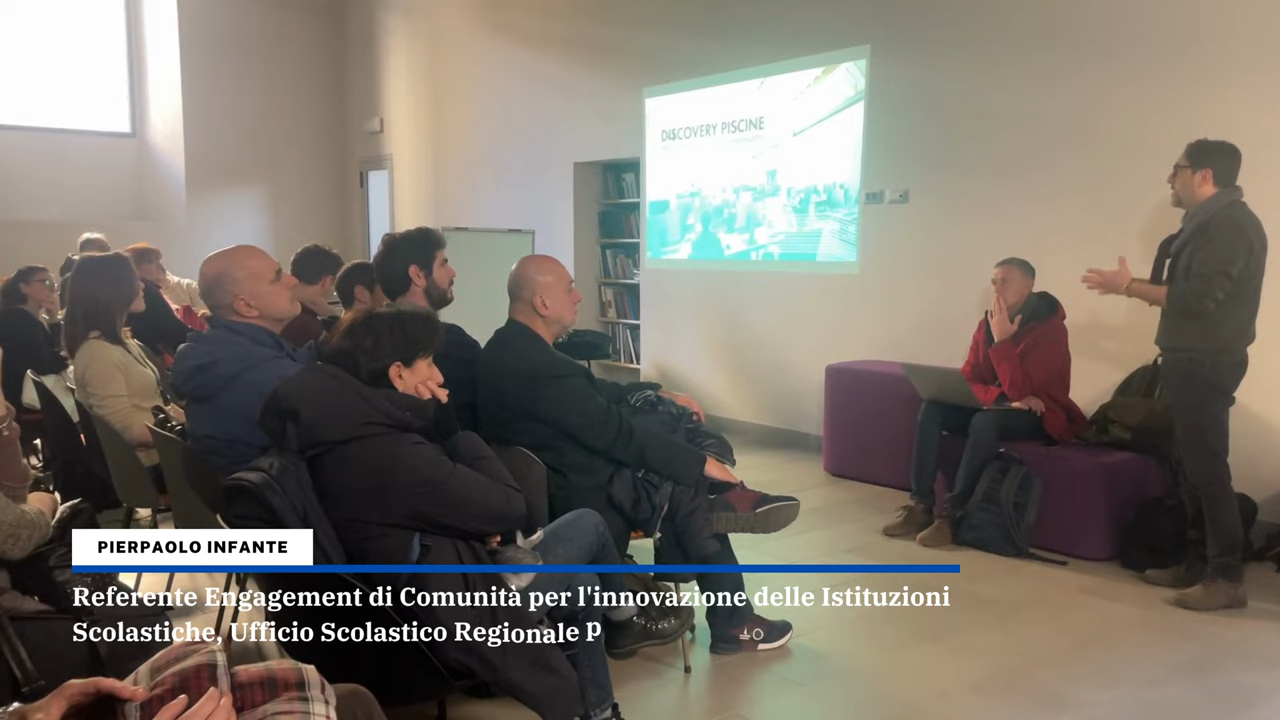 DISCOVERY PISCINE
PIERPAOLO INFANTE
Referente Engagement di Comunità per l'innovazione delle Istituzioni
Scolastiche, Ufficio Scolastico Regionale p